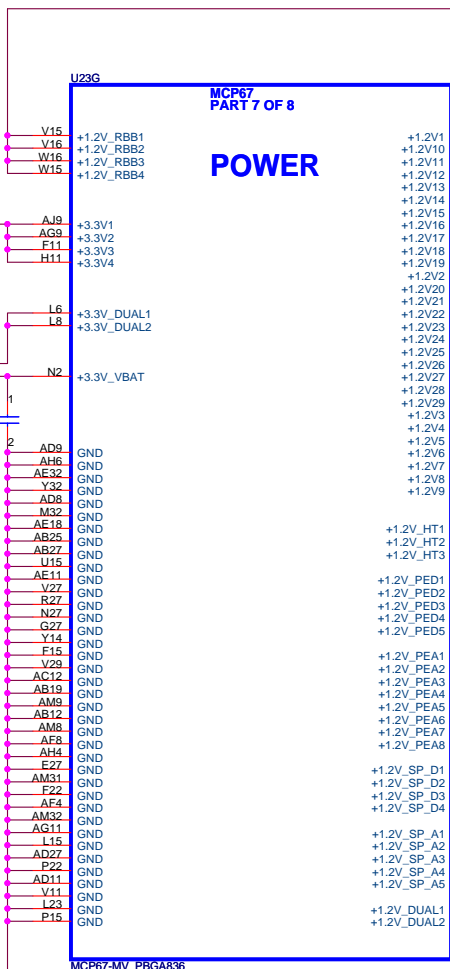 U23G
MCP67
PART 7 OF 8
POWER
V15 +1.2V_RBB1 +1.2V1
V16 +1.2V_RBB2 +1.2V10
W16 +1.2V_RBB3 +1.2V11
W15 +1.2V_RBB4 +1.2V12
+1.2V13
+1.2V14
+1.2V15
AJ9 +3.3V1 +1.2V16
AG9 +3.3V2 +1.2V17
F11 +3.3V3 +1.2V18
H11 +3.3V4 +1.2V19
+1.2V2
+1.2V20
+1.2V21
L6 +3.3V_DUAL1 +1.2V22
L8 +3.3V_DUAL2 +1.2V23
+1.2V24
+1.2V25
+1.2V26
N2 +3.3V_VBAT +1.2V27
+1.2V28
1 +1.2V29
+1.2V3
+1.2V4
2 +1.2V5
AD9 GND +1.2V6
AH6 GND +1.2V7
AE32 GND +1.2V8
Y32 GND +1.2V9
AD8 GND
M32 GND
AE18 GND +1.2V_HT1
AB25 GND +1.2V_HT2
AB27 GND +1.2V_HT3
U15 GND
AE11 GND +1.2V_PED1
V27 GND +1.2V_PED2
R27 GND +1.2V_PED3
N27 GND +1.2V_PED4
G27 GND +1.2V_PED5
Y14 GND
F15 GND +1.2V_PEA1
V29 GND +1.2V_PEA2
AC12 GND +1.2V_PEA3
AB19 GND +1.2V_PEA4
AM9 GND +1.2V_PEA5
AB12 GND +1.2V_PEA6
AM8 GND +1.2V_PEA7
AF8 GND +1.2V_PEA8
AH4 GND
E27 GND +1.2V_SP_D1
AM31 GND +1.2V_SP_D2
F22 GND +1.2V_SP_D3
AF4 GND +1.2V_SP_D4
AM32 GND
AG11 GND +1.2V_SP_A1
L15 GND +1.2V_SP_A2
AD27 GND +1.2V_SP_A3
P22 GND +1.2V_SP_A4
AD11 GND +1.2V_SP_A5
V11 GND
L23 GND +1.2V_DUAL1
P15 GND +1.2V_DUAL2
MCP67-MV_PBGA836